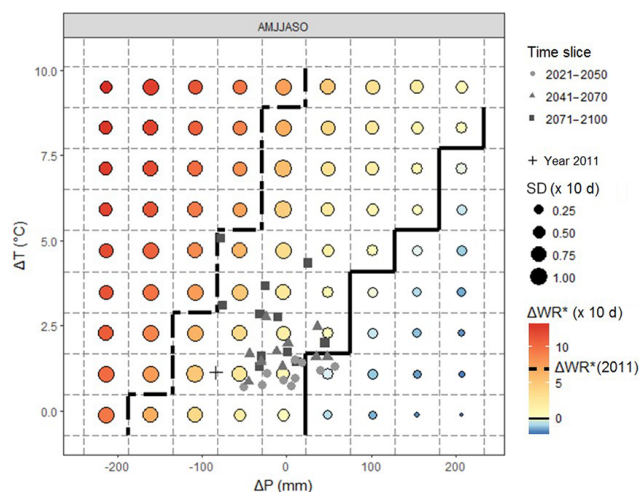 AMJJASO
10.0
7.5
5.0
2.5
0.0
ΔT (°C)
-200 -100 0 100 200
ΔP (mm)
Time slice
2021-2050
2041-2070
2071-2100
Year 2011
SD (x 10 d)
0.25
0.50
0.75
1.00
ΔWR* (x 10 d)
10
ΔWR*(2011)
5
0